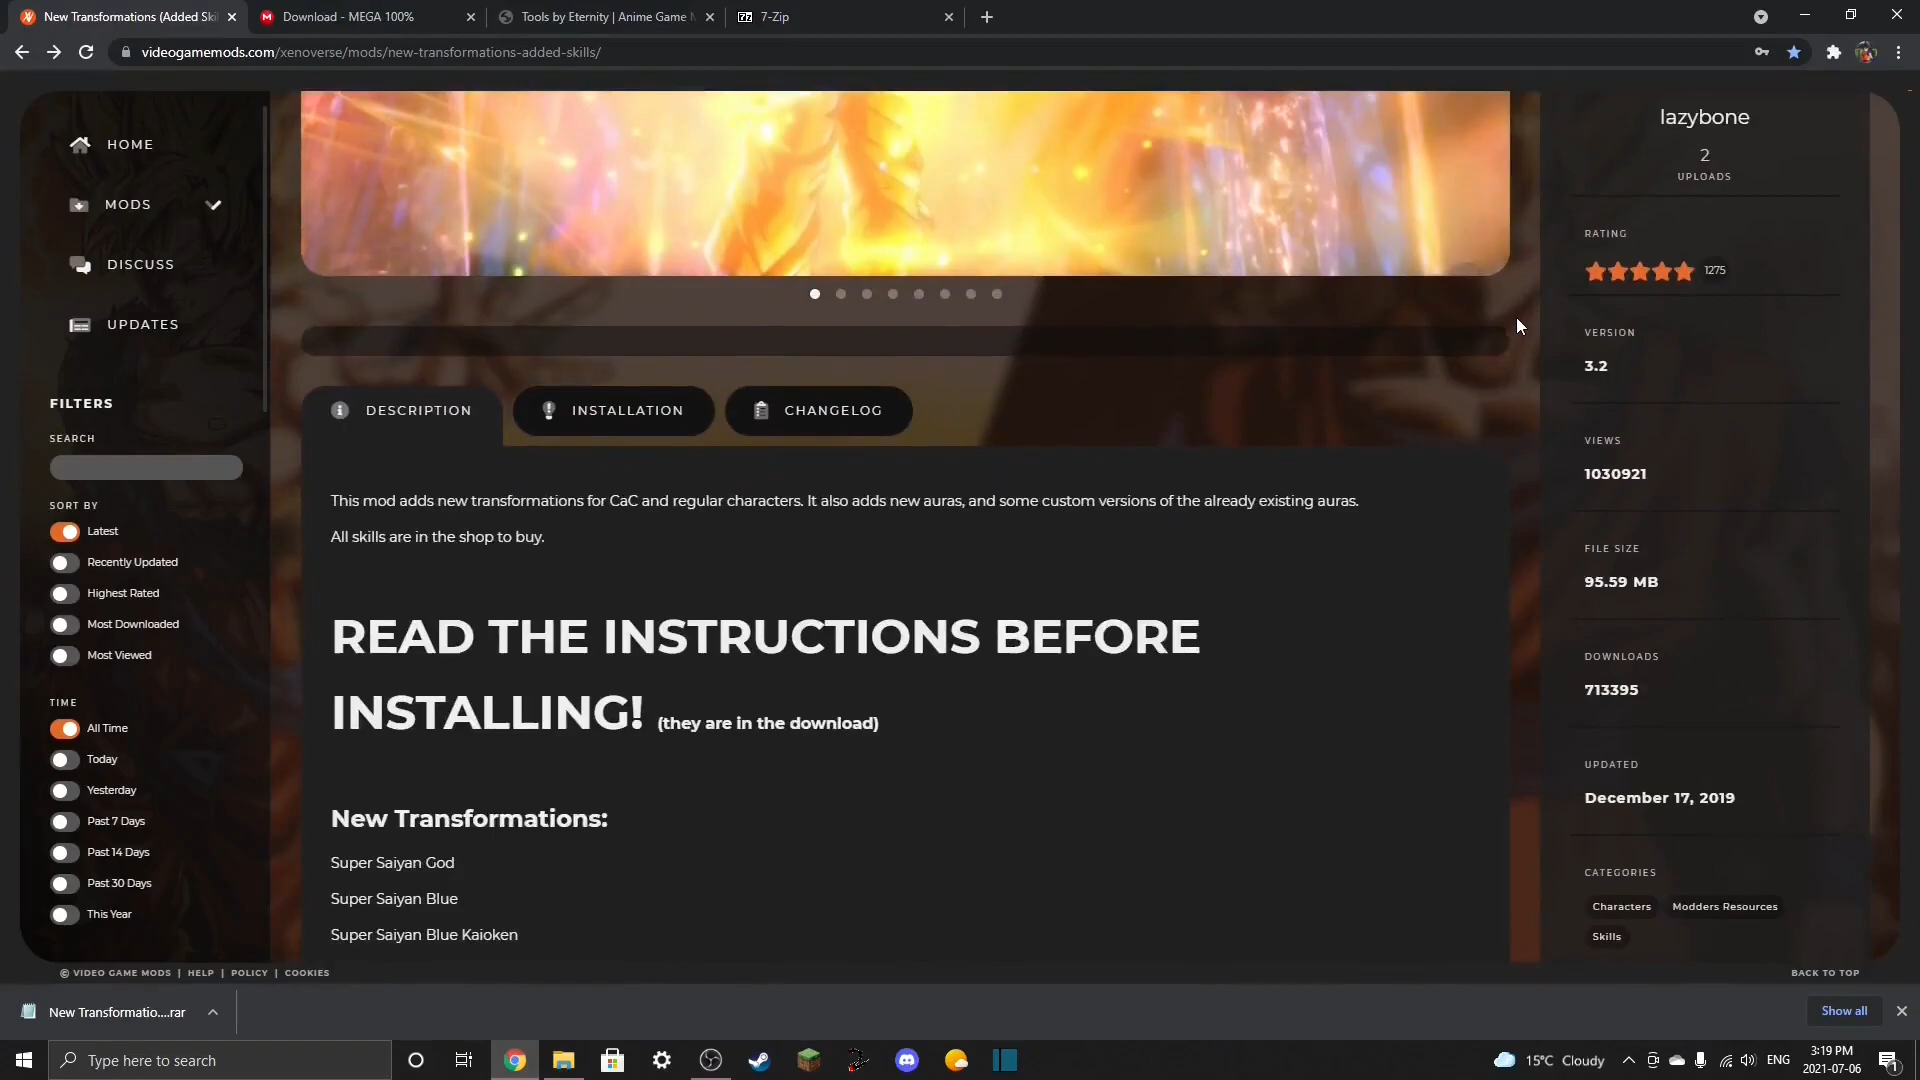 New Transformations (Added Ski
Download - MEGA 100%
Tools by Eternity | Anime Game M
7-Zip
videogamemods.com/xenoverse/mods/new-transformations-added-skills/
HOME
MODS
DISCUSS
UPDATES
FILTERS
SEARCH
SORT BY
Latest
Recently Updated
Highest Rated
Most Downloaded
Most Viewed
TIME
All Time
Today
Yesterday
Past 7 Days
Past 14 Days
Past 30 Days
This Year
DESCRIPTION
INSTALLATION
CHANGELOG
This mod adds new transformations for CaC and regular characters. It also adds new auras, and some custom versions of the already existing auras.
All skills are in the shop to buy.
READ THE INSTRUCTIONS BEFORE
INSTALLING! (they are in the download)
New Transformations:
Super Saiyan God
Super Saiyan Blue
Super Saiyan Blue Kaioken
lazybone
2
UPLOADS
RATING
1275
VERSION
3.2
VIEWS
1030921
FILE SIZE
95.59 MB
DOWNLOADS
713395
UPDATED
December 17, 2019
CATEGORIES
Characters Modders Resources
Skills
© VIDEO GAME MODS | HELP | POLICY | COOKIES
BACK TO TOP
New Transformatio....rar
Show all
Type here to search
15°C Cloudy
ENG
3:19 PM
2021-07-06
1